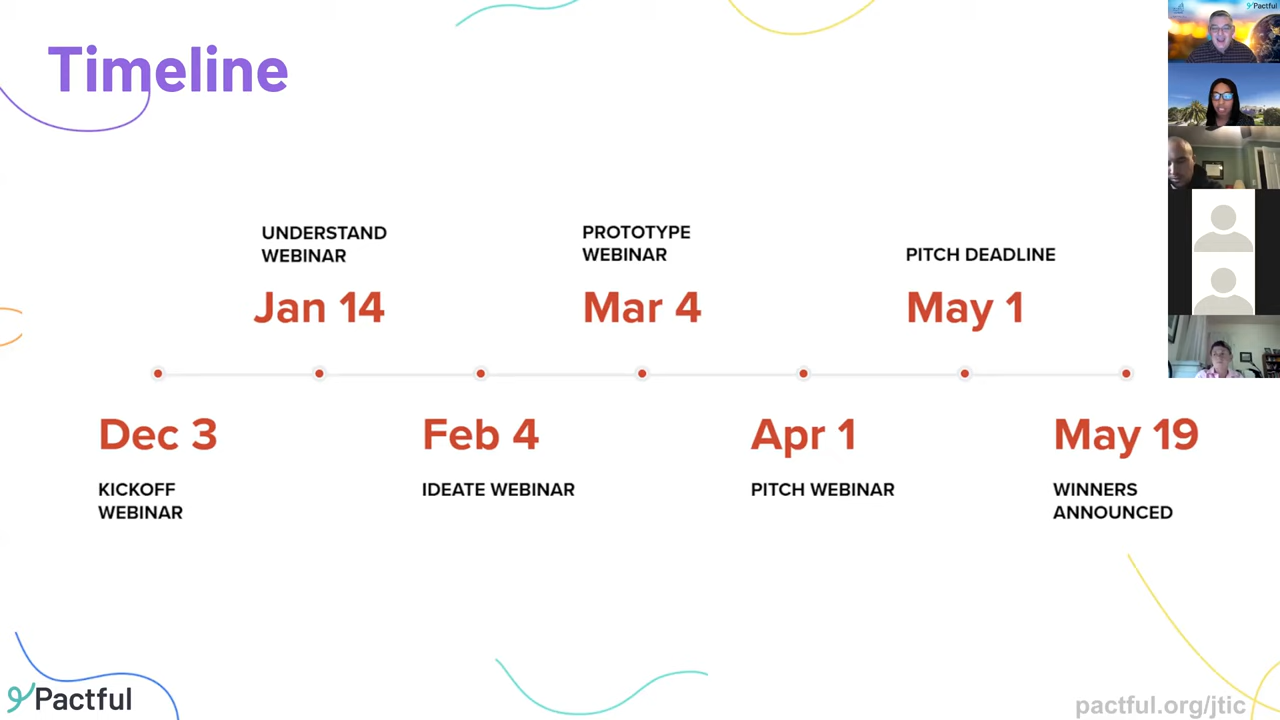 Timeline
UNDERSTAND
WEBINAR
Jan 14
PROTOTYPE
WEBINAR
Mar 4
PITCH DEADLINE
May 1
Dec 3
KICKOFF
WEBINAR
Feb 4
IDEATE WEBINAR
Apr 1
PITCH WEBINAR
May 19
WINNERS
ANNOUNCED
Pactful
pactful.org/jtic
Pactful